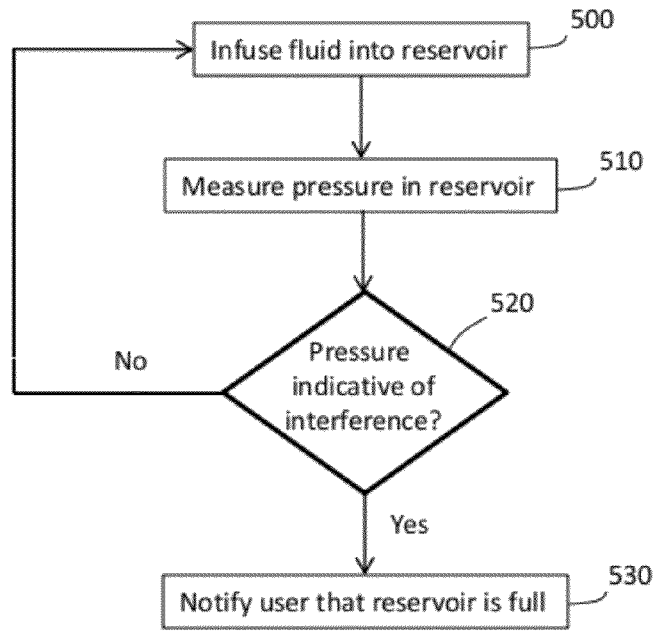 500
Infuse fluid into reservoir
510
Measure pressure in reservoir
520
Pressure
indicative of
interference?
No
Yes
530
Notify user that reservoir is full